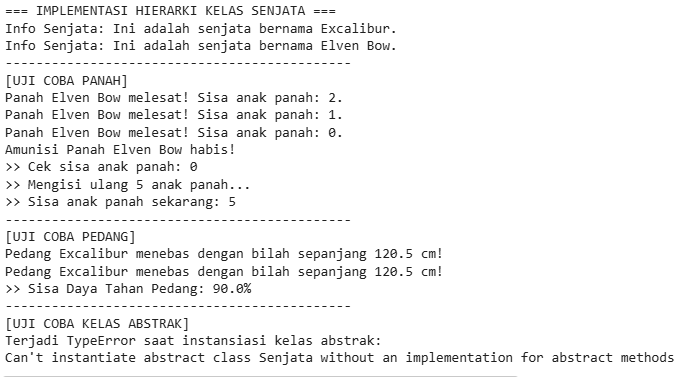 === IMPLEMENTASI HIERARKI KELAS SENJATA ===
Info Senjata: Ini adalah senjata bernama Excalibur.
Info Senjata: Ini adalah senjata bernama Elven Bow.
---------------------------------------------
[UJI COBA PANAH]
Panah Elven Bow melesat! Sisa anak panah: 2.
Panah Elven Bow melesat! Sisa anak panah: 1.
Panah Elven Bow melesat! Sisa anak panah: 0.
Amunisi Panah Elven Bow habis!
>> Cek sisa anak panah: 0
>> Mengisi ulang 5 anak panah...
>> Sisa anak panah sekarang: 5
---------------------------------------------
[UJI COBA PEDANG]
Pedang Excalibur menebas dengan bilah sepanjang 120.5 cm!
Pedang Excalibur menebas dengan bilah sepanjang 120.5 cm!
>> Sisa Daya Tahan Pedang: 90.0%
---------------------------------------------
[UJI COBA KELAS ABSTRAK]
Terjadi TypeError saat instansiasi kelas abstrak:
Can't instantiate abstract class Senjata without an implementation for abstract methods